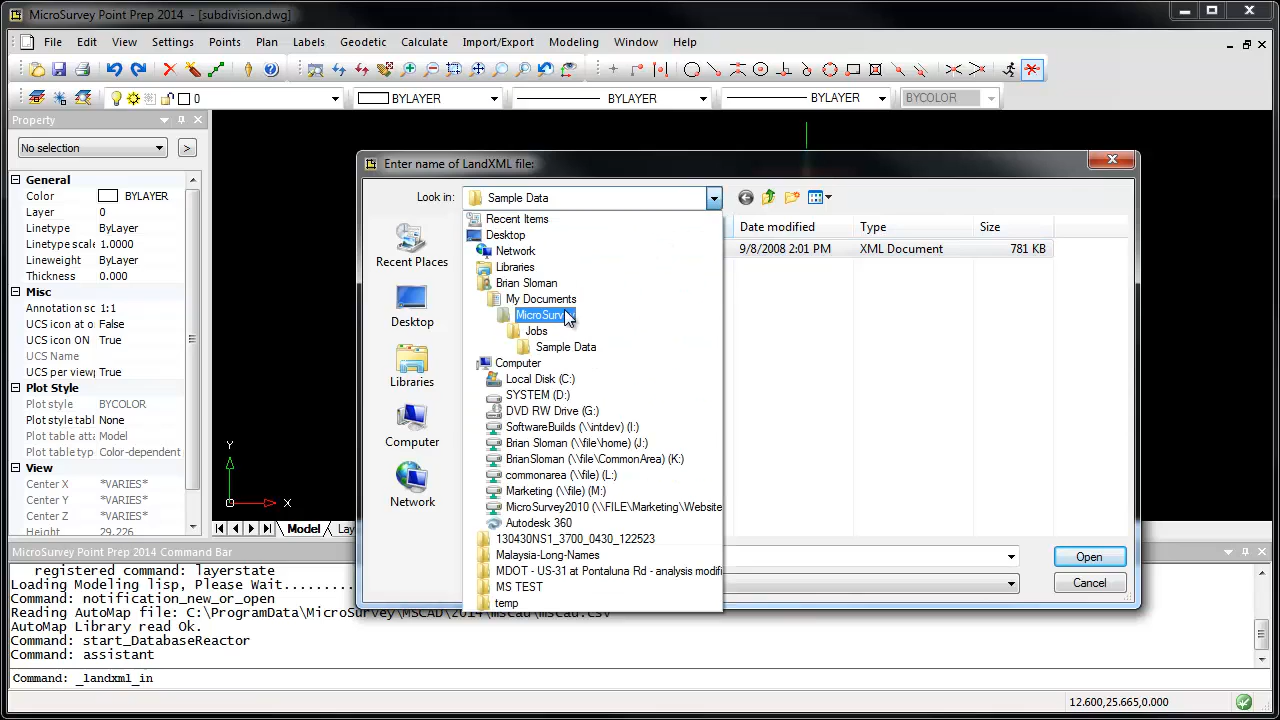 MicroSurvey Point Prep 2014 - [subdivision.dwg]
File Edit View Settings Points Plan Labels Geodetic Calculate Import/Export Modeling Window Help
0 BYLAYER BYLAYER BYLAYER BYCOLOR
Property
No selection >
General
Color BYLAYER
Layer 0
Linetype ByLayer
Linetype scale 1.0000
Lineweight ByLayer
Thickness 0.000
Misc
Annotation s 1:1
UCS icon at o False
UCS icon ON True
UCS Name
UCS per view True
Plot Style
Plot style BYCOLOR
Plot style tabl None
Plot table atta Model
Plot table typ Color-dependent
View
Center X *VARIES*
Center Y *VARIES*
Center Z *VARIES*
Height 29.226
Y
X
Model Lay
Enter name of LandXML file:
Look in: Sample Data
Recent Places
Desktop
Libraries
Computer
Network
Recent Items
Desktop
Network
Libraries
Brian Sloman
My Documents
MicroSurv
Jobs
Sample Data
Computer
Local Disk (C:)
SYSTEM (D:)
DVD RW Drive (G:)
SoftwareBuilds (\\intdev) (I:)
Brian Sloman (\\file\home) (J:)
BrianSloman (\\file\CommonArea) (K:)
commonarea (\\file) (L:)
Marketing (\\file) (M:)
MicroSurvey2010 (\\FILE\Marketing\Website
Autodesk 360
130430NS1_3700_0430_122523
Malaysia-Long-Names
MDOT - US-31 at Pontaluna Rd - analysis modifi
MS TEST
temp
Date modified Type Size
9/8/2008 2:01 PM XML Document 781 KB
Open
Cancel
MicroSurvey Point Prep 2014 Command Bar
registered command: layerstate
Loading Modeling lisp; Please Wait............
Command: notification_new_or_open
Reading AutoMap file: C:\ProgramData\MicroSurvey\MSCAD\2014\mscad.csv
AutoMap Library read Ok.
Command: start_DatabaseReactor
Command: assistant
Command: _landxml_in
12.600,25.665,0.000